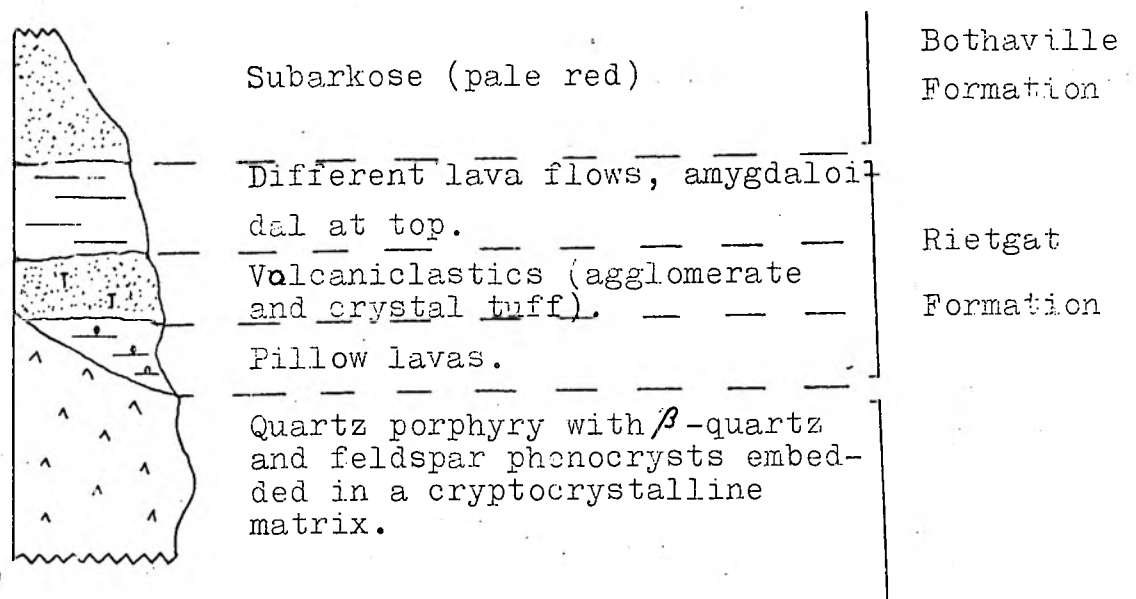 Subarkose (pale red)
Bothaville
Formation
Different lava flows, amygdaloi-
dal at top.
Volcaniclastics (agglomerate
and crystal tuff).
Pillow lavas.
Rietgat
Formation
Quartz porphyry with β-quartz
and feldspar phenocrysts embed-
ded in a cryptocrystalline
matrix.
T
T